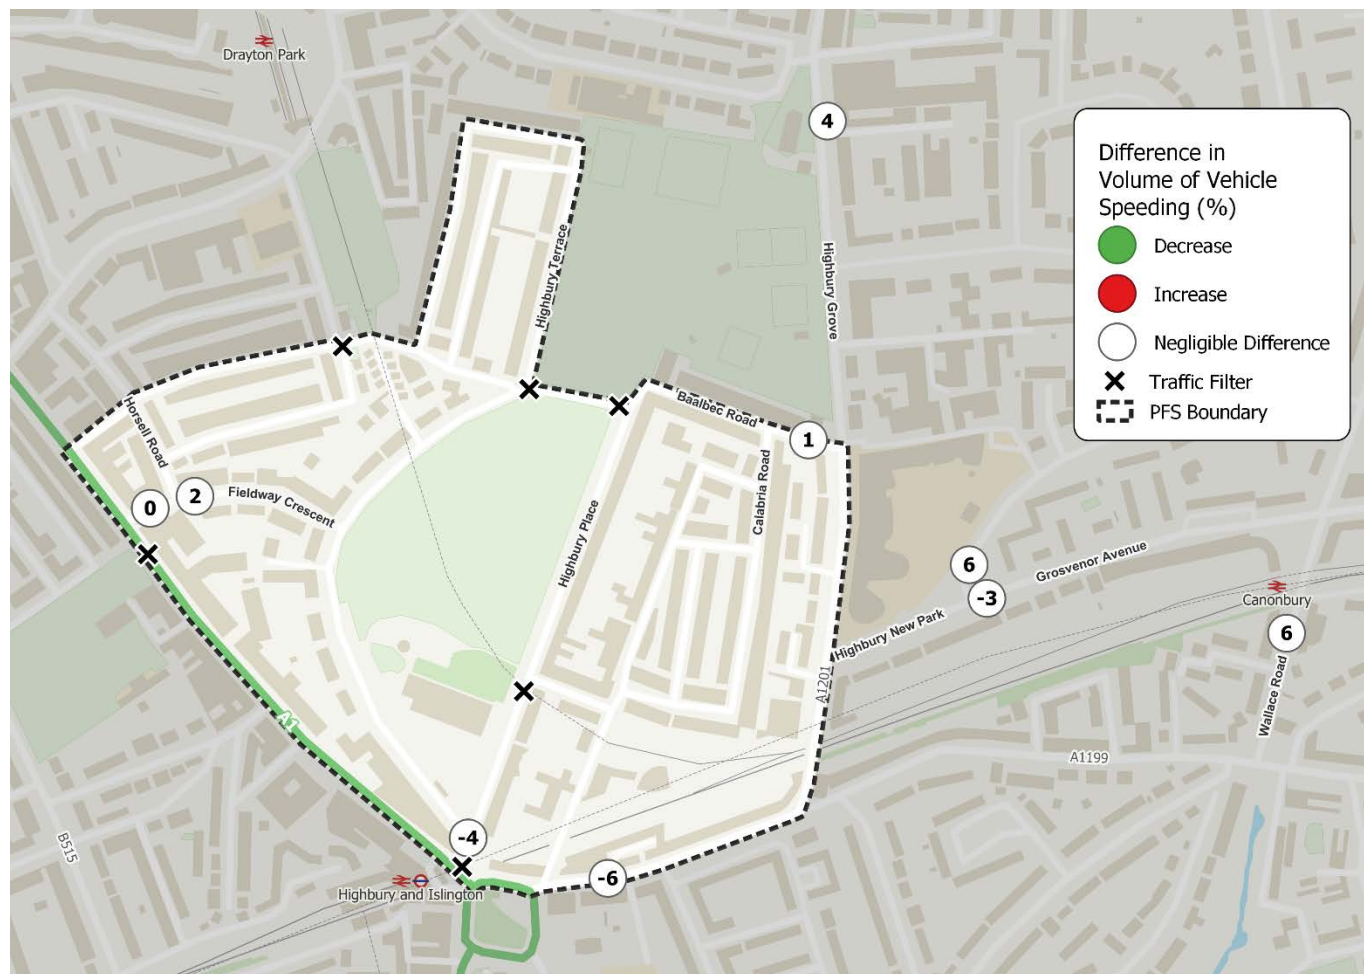 Drayton Park
4
Difference in
Volume of Vehicle
Speeding (%)
Decrease
Increase
Negligible Difference
Traffic Filter
PFS Boundary
Highbury Terrace
Highbury Grove
Horsell Road
Baalbec Road
1
Calabria Road
0
2
Fieldway Crescent
Highbury Place
6
-3
Grosvenor Avenue
Canonbury
6
Highbury New Park
A1201
Wallace Road
A1
A1199
B515
-4
-6
Highbury and Islington